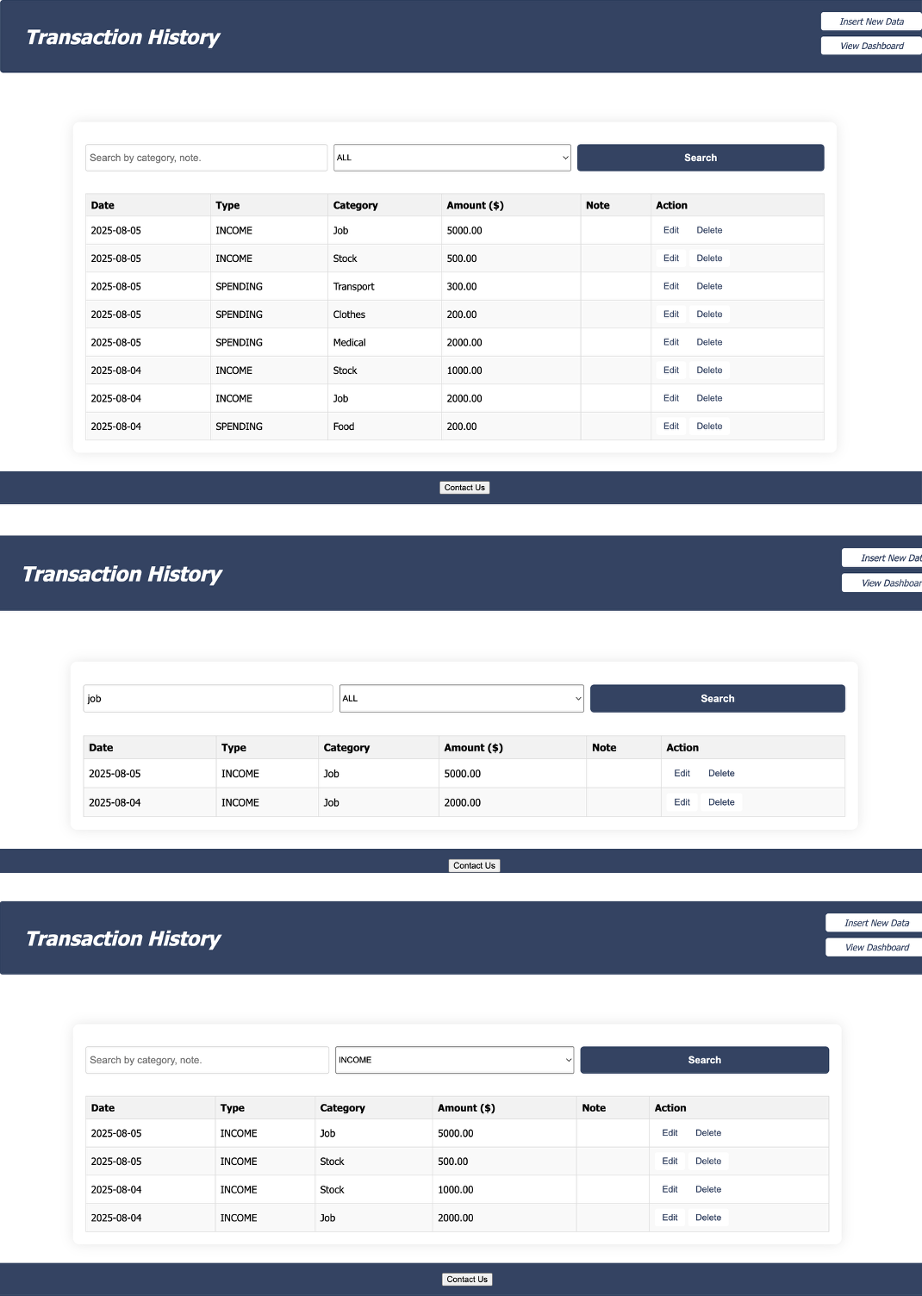 Transaction History
Insert New Data
View Dashboard
Search by category, note. ALL Search
Date Type Category Amount ($) Note Action
2025-08-05 INCOME Job 5000.00 Edit Delete
2025-08-05 INCOME Stock 500.00 Edit Delete
2025-08-05 SPENDING Transport 300.00 Edit Delete
2025-08-05 SPENDING Clothes 200.00 Edit Delete
2025-08-05 SPENDING Medical 2000.00 Edit Delete
2025-08-04 INCOME Stock 1000.00 Edit Delete
2025-08-04 INCOME Job 2000.00 Edit Delete
2025-08-04 SPENDING Food 200.00 Edit Delete
Contact Us
Transaction History
Insert New Dat
View Dashboar
job ALL Search
Date Type Category Amount ($) Note Action
2025-08-05 INCOME Job 5000.00 Edit Delete
2025-08-04 INCOME Job 2000.00 Edit Delete
Contact Us
Transaction History
Insert New Data
View Dashboard
Search by category, note. INCOME Search
Date Type Category Amount ($) Note Action
2025-08-05 INCOME Job 5000.00 Edit Delete
2025-08-05 INCOME Stock 500.00 Edit Delete
2025-08-04 INCOME Stock 1000.00 Edit Delete
2025-08-04 INCOME Job 2000.00 Edit Delete
Contact Us